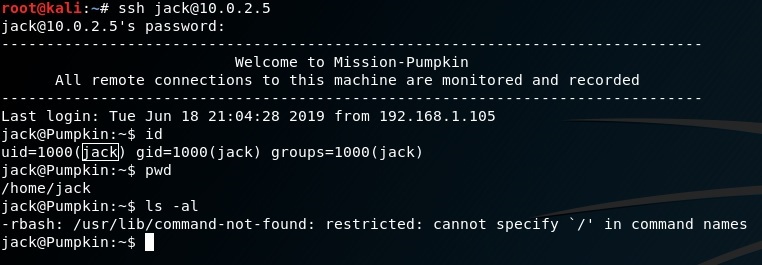 root@kali:~# ssh jack@10.0.2.5
jack@10.0.2.5's password:
------------------------------------------------------------------------------
Welcome to Mission-Pumpkin
All remote connections to this machine are monitored and recorded
------------------------------------------------------------------------------
Last login: Tue Jun 18 21:04:28 2019 from 192.168.1.105
jack@Pumpkin:~$ id
uid=1000(jack) gid=1000(jack) groups=1000(jack)
jack@Pumpkin:~$ pwd
/home/jack
jack@Pumpkin:~$ ls -al
-rbash: /usr/lib/command-not-found: restricted: cannot specify `/' in command names
jack@Pumpkin:~$